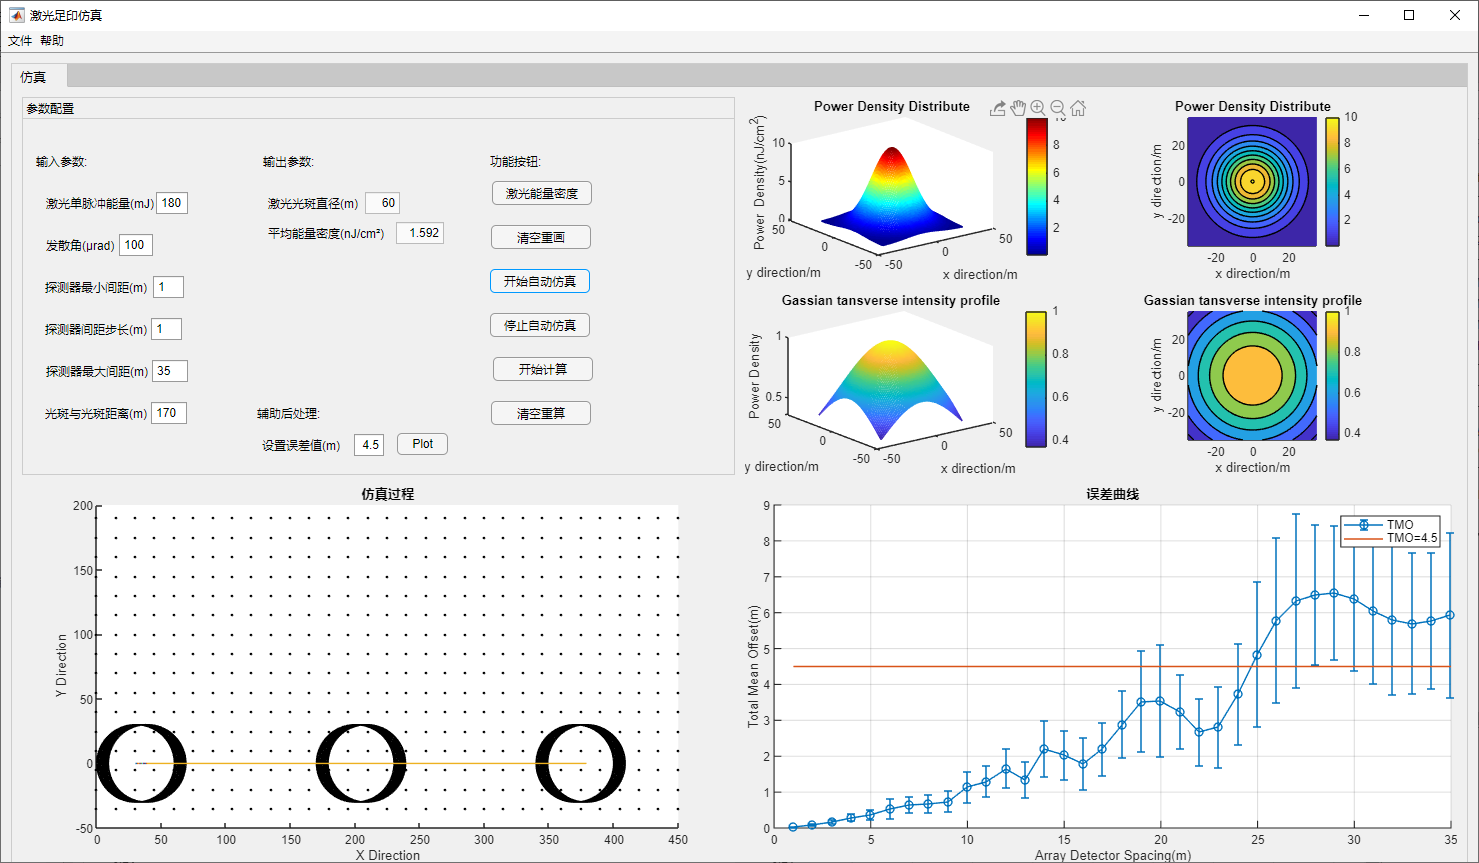 激光足印仿真
文件 帮助
仿真
参数配置
输入参数:
激光单脉冲能量(mJ) 180
发散角(μrad) 100
探测器最小间距(m) 1
探测器间距步长(m) 1
探测器最大间距(m) 35
光斑与光斑距离(m) 170
输出参数:
激光光斑直径(m) 60
平均能量密度(nJ/cm²) 1.592
辅助后处理:
设置误差值(m) 4.5 Plot
功能按钮:
激光能量密度
清空重画
开始自动仿真
停止自动仿真
开始计算
清空重算
Power Density Distribute
Power Density(nJ/cm²)
10
5
0
50
0
-50
-50
0
50
y direction/m
x direction/m
10
8
6
4
2
Power Density Distribute
y direction/m
20
0
-20
-20 0 20
x direction/m
10
8
6
4
2
Gassian tansverse intensity profile
Power Density
1
0.5
50
0
-50
-50
0
50
y direction/m
x direction/m
1
0.8
0.6
0.4
Gassian tansverse intensity profile
y direction/m
20
0
-20
-20 0 20
x direction/m
1
0.8
0.6
0.4
仿真过程
Y Direction
200
150
100
50
0
-50
0 50 100 150 200 250 300 350 400 450
X Direction
误差曲线
Total Mean Offset(m)
9
8
7
6
5
4
3
2
1
0
0 5 10 15 20 25 30 35
Array Detector Spacing(m)
TMO
TMO=4.5